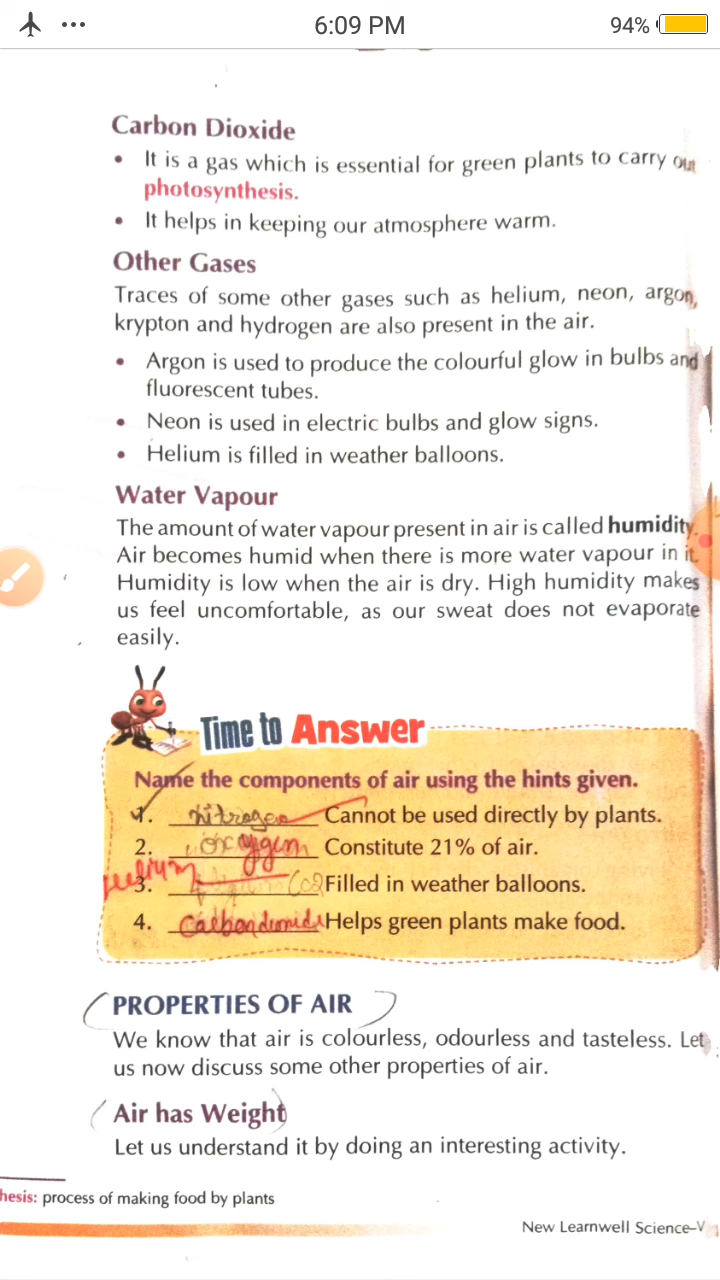 6:09 PM
94%
Carbon Dioxide
• It is a gas which is essential for green plants to carry out
photosynthesis.
• It helps in keeping our atmosphere warm.
Other Gases
Traces of some other gases such as helium, neon, argon,
krypton and hydrogen are also present in the air.
• Argon is used to produce the colourful glow in bulbs and
fluorescent tubes.
• Neon is used in electric bulbs and glow signs.
• Helium is filled in weather balloons.
Water Vapour
The amount of water vapour present in air is called humidity.
Air becomes humid when there is more water vapour in it.
Humidity is low when the air is dry. High humidity makes
us feel uncomfortable, as our sweat does not evaporate
easily.
Time to Answer
Name the components of air using the hints given.
1. nitrogen Cannot be used directly by plants.
2. oxygen Constitute 21% of air.
3. Filled in weather balloons.
4. Carbondioxide Helps green plants make food.
PROPERTIES OF AIR
We know that air is colourless, odourless and tasteless. Let
us now discuss some other properties of air.
Air has Weight
Let us understand it by doing an interesting activity.
hesis: process of making food by plants
New Learnwell Science–V